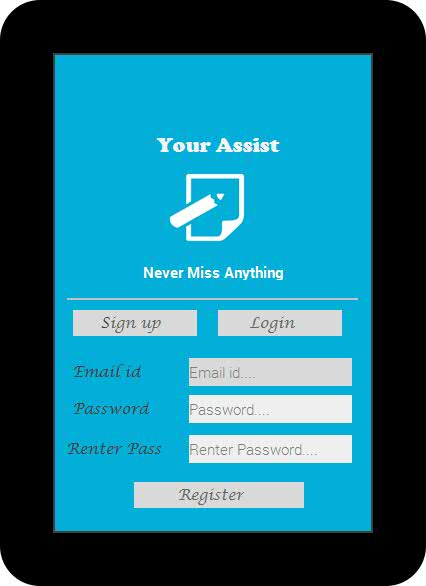 Your Assist
Never Miss Anything
Sign up Login
Email id Email id....
Password Password....
Renter Pass Renter Password....
Register